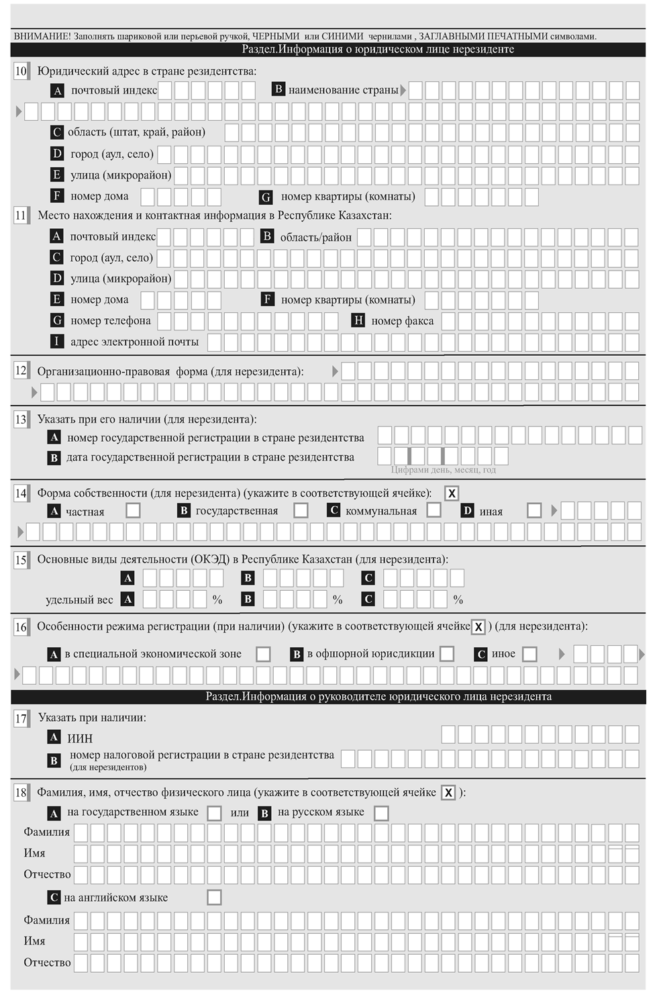 ВНИМАНИЕ! Заполнять шариковой или перьевой ручкой, ЧЕРНЫМИ или СИНИМИ чернилами , ЗАГЛАВНЫМИ ПЕЧАТНЫМИ символами.
Раздел.Информация о юридическом лице нерезиденте
10 Юридический адрес в стране резидентства:
A почтовый индекс B наименование страны
C область (штат, край, район)
D город (аул, село)
E улица (микрорайон)
F номер дома G номер квартиры (комнаты)
11 Место нахождения и контактная информация в Республике Казахстан:
A почтовый индекс B область/район
C город (аул, село)
D улица (микрорайон)
E номер дома F номер квартиры (комнаты)
G номер телефона H номер факса
I адрес электронной почты
12 Организационно-правовая форма (для нерезидента):
13 Указать при его наличии (для нерезидента):
A номер государственной регистрации в стране резидентства
B дата государственной регистрации в стране резидентства
Цифрами день, месяц, год
14 Форма собственности (для нерезидента) (укажите в соответствующей ячейке): X
A частная B государственная C коммунальная D иная
15 Основные виды деятельности (ОКЭД) в Республике Казахстан (для нерезидента):
A B C
удельный вес A % B % C %
16 Особенности режима регистрации (при наличии) (укажите в соответствующей ячейке X ) (для нерезидента):
A в специальной экономической зоне B в офшорной юрисдикции C иное
Раздел.Информация о руководителе юридического лица нерезидента
17 Указать при наличии:
A ИИН
B номер налоговой регистрации в стране резидентства
(для нерезидентов)
18 Фамилия, имя, отчество физического лица (укажите в соответствующей ячейке X ):
A на государственном языке или B на русском языке
Фамилия
Имя
Отчество
C на английском языке
Фамилия
Имя
Отчество